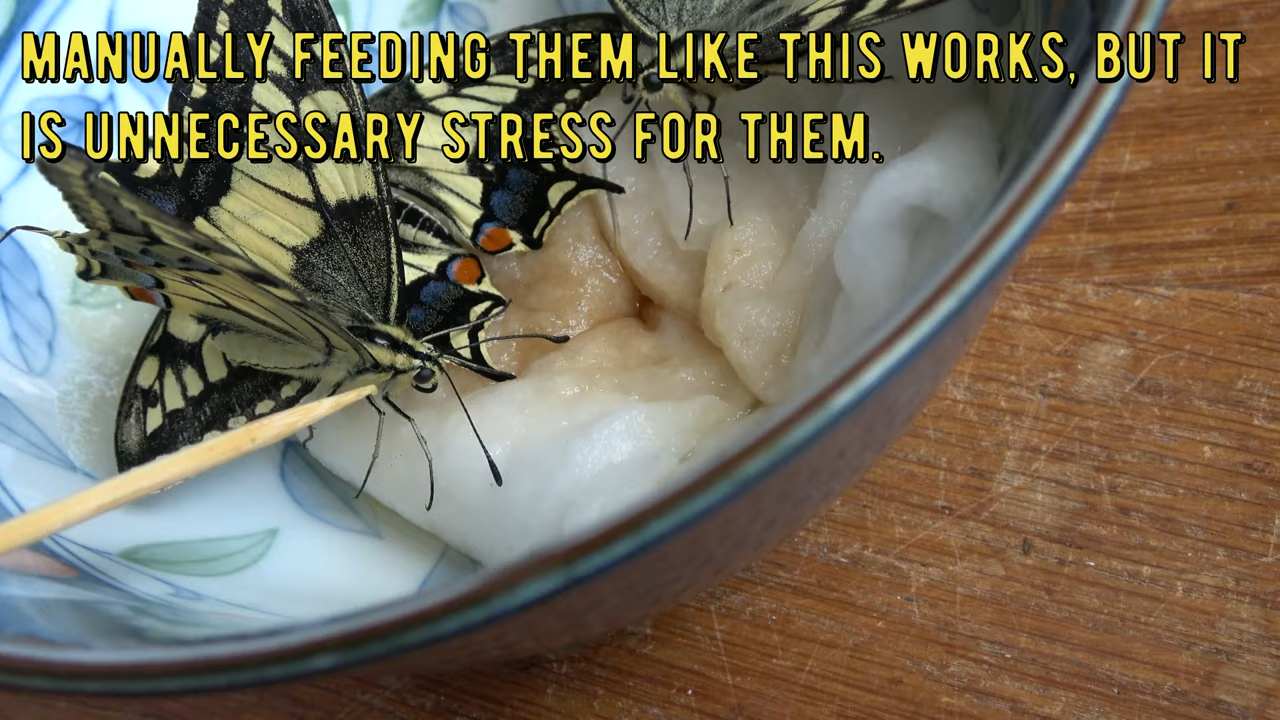 MANUALLY FEEDING THEM LIKE THIS WORKS, BUT IT
IS UNNECESSARY STRESS FOR THEM.